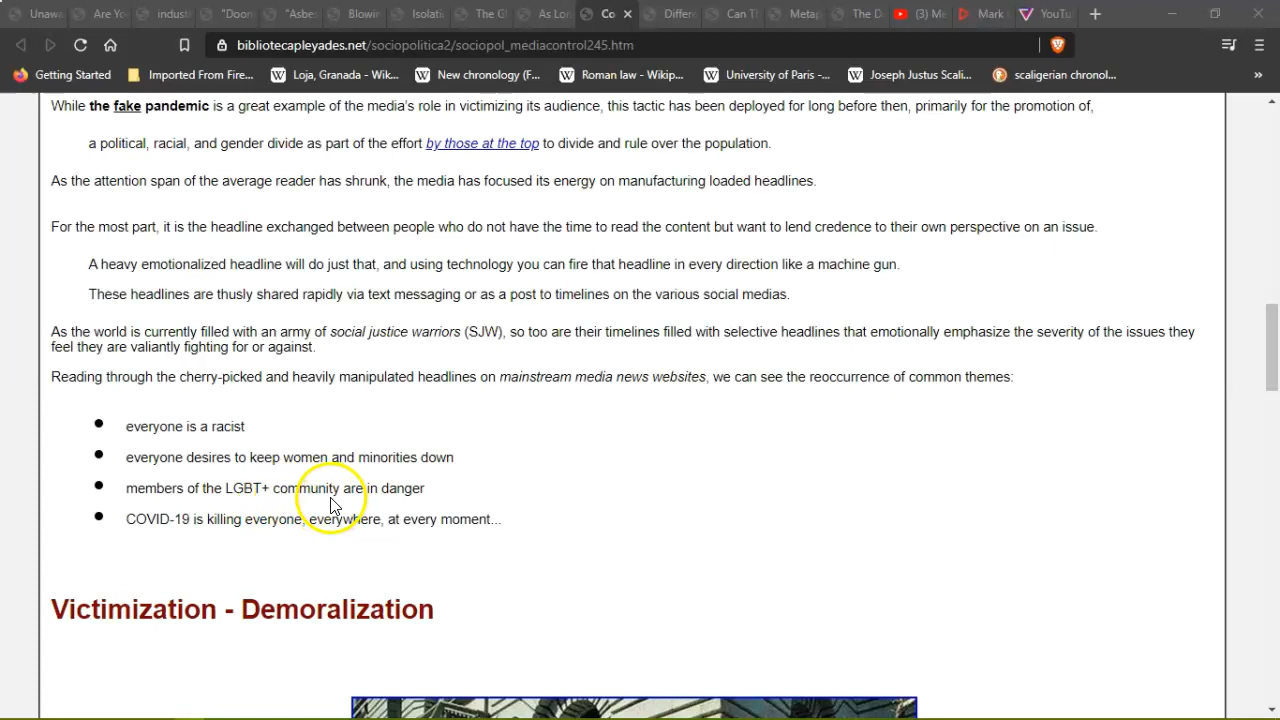 Unaw
Are Yo
indust
"Doon
"Asbes
Blowin
Isolati
The Gl
As Lon
Co
Differe
Can Th
Metap
The D
(3) Me
Mark
YouTu
bibliotecapleyades.net/sociopolitica2/sociopol_mediacontrol245.htm
Getting Started
Imported From Fire...
Loja, Granada - Wik...
New chronology (F...
Roman law - Wikip...
University of Paris -...
Joseph Justus Scali...
scaligerian chronol...
While the fake pandemic is a great example of the media's role in victimizing its audience, this tactic has been deployed for long before then, primarily for the promotion of,
a political, racial, and gender divide as part of the effort by those at the top to divide and rule over the population.
As the attention span of the average reader has shrunk, the media has focused its energy on manufacturing loaded headlines.
For the most part, it is the headline exchanged between people who do not have the time to read the content but want to lend credence to their own perspective on an issue.
A heavy emotionalized headline will do just that, and using technology you can fire that headline in every direction like a machine gun.
These headlines are thusly shared rapidly via text messaging or as a post to timelines on the various social medias.
As the world is currently filled with an army of social justice warriors (SJW), so too are their timelines filled with selective headlines that emotionally emphasize the severity of the issues they
feel they are valiantly fighting for or against.
Reading through the cherry-picked and heavily manipulated headlines on mainstream media news websites, we can see the reoccurrence of common themes:
everyone is a racist
everyone desires to keep women and minorities down
members of the LGBT+ community are in danger
COVID-19 is killing everyone, everywhere, at every moment...
Victimization - Demoralization